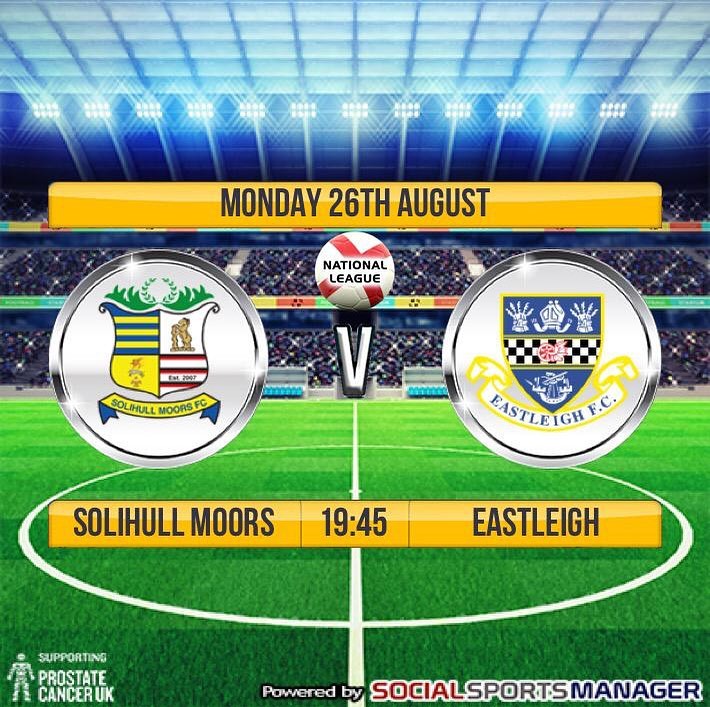 MONDAY 26TH AUGUST
NATIONAL
LEAGUE
V
Est. 2007
SOLIHULL MOORS FC
EASTLEIGH F.C.
SOLIHULL MOORS 19:45 EASTLEIGH
SUPPORTING
PROSTATE
CANCER UK
Powered by SOCIALSPORTSMANAGER